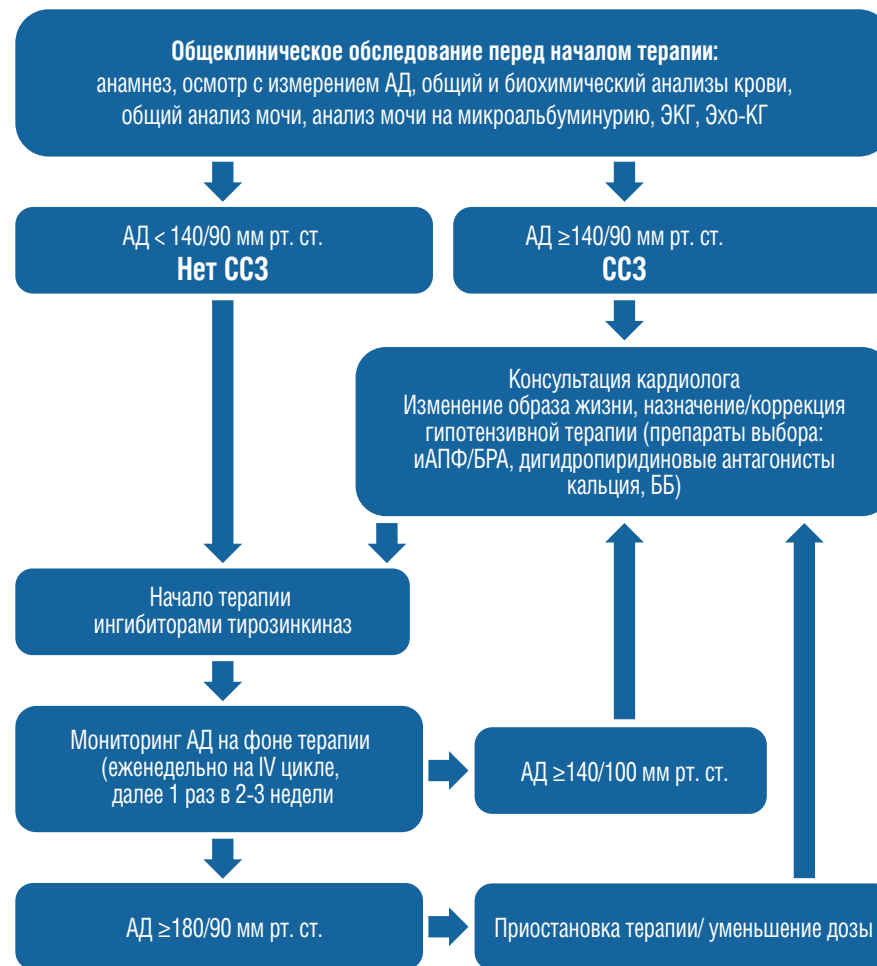 Общеклиническое обследование перед началом терапии:
анамнез, осмотр с измерением АД, общий и биохимический анализы крови,
общий анализ мочи, анализ мочи на микроальбуминурию, ЭКГ, Эхо-КГ
АД < 140/90 мм рт. ст.
Нет ССЗ
АД ≥140/90 мм рт. ст.
ССЗ
Консультация кардиолога
Изменение образа жизни, назначение/коррекция
гипотензивной терапии (препараты выбора:
иАПФ/БРА, дигидропиридиновые антагонисты
кальция, ББ)
Начало терапии
ингибиторами тирозинкиназ
Мониторинг АД на фоне терапии
(еженедельно на IV цикле,
далее 1 раз в 2-3 недели
АД ≥140/100 мм рт. ст.
АД ≥180/90 мм рт. ст.
Приостановка терапии/ уменьшение дозы